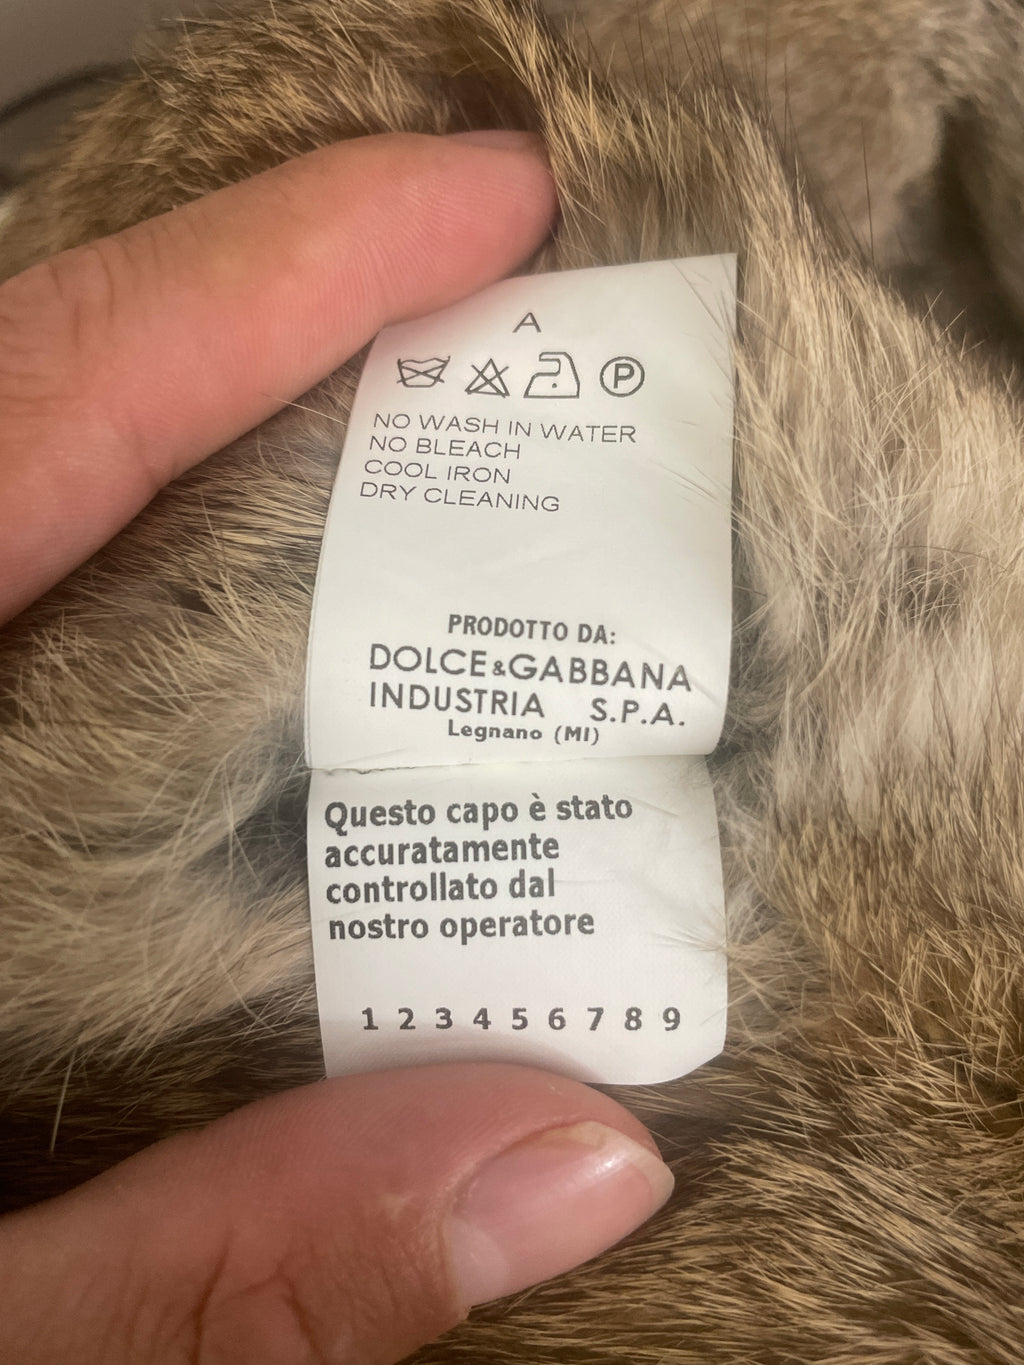 A
P
NO WASH IN WATER
NO BLEACH
COOL IRON
DRY CLEANING
PRODOTTO DA:
DOLCE&GABBANA
INDUSTRIA S.P.A.
Legnano (MI)
Questo capo è stato
accuratamente
controllato dal
nostro operatore
1 2 3 4 5 6 7 8 9